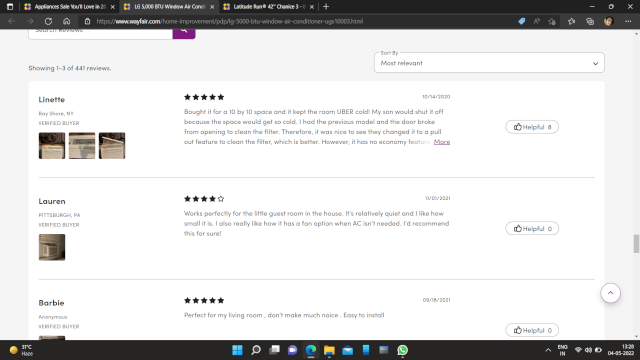 Appliances Sale You'll Love in 20
LG 5,000 BTU Window Air Condi
Latitude Run® 42" Chanice 3 - B
https://www.wayfair.com/home-improvement/pdp/lg-5000-btu-window-air-conditioner-ugs10003.html
Search Reviews
Sort By
Showing 1-3 of 441 reviews.
Most relevant
Linette
10/14/2020
Bay Shore, NY
VERIFIED BUYER
Bought it for a 10 by 10 space and it kept the room UBER cold! My son would shut it off
because the space would get so cold. I had the previous model and the door broke
from opening to clean the filter. Therefore, it was nice to see they changed it to a pull
out feature to clean the filter, which is better. However, it has no economy feature. More
Helpful 8
Lauren
11/01/2021
PITTSBURGH, PA
VERIFIED BUYER
Works perfectly for the little guest room in the house. It's relatively quiet and I like how
small it is. I also really like how it has a fan option when AC isn't needed. I'd recommend
this for sure!
Helpful 0
Barbie
09/18/2021
Anonymous
VERIFIED BUYER
Perfect for my living room , don't make much noice . Easy to install
Helpful 0
31°C
Haze
ENG
IN
13:28
04-05-2022